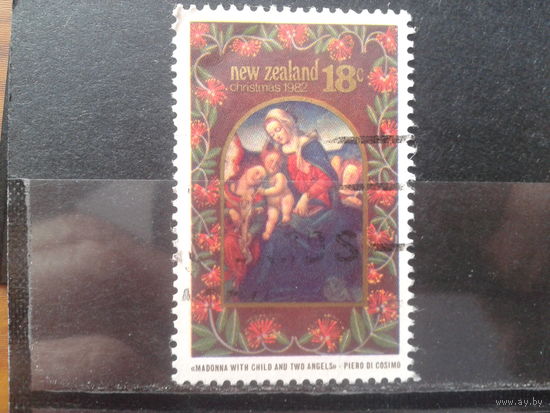 new zealand 18c
christmas 1982
«MADONNA WITH CHILD AND TWO ANGELS» - PIERO DI COSIMO
www.ay.by